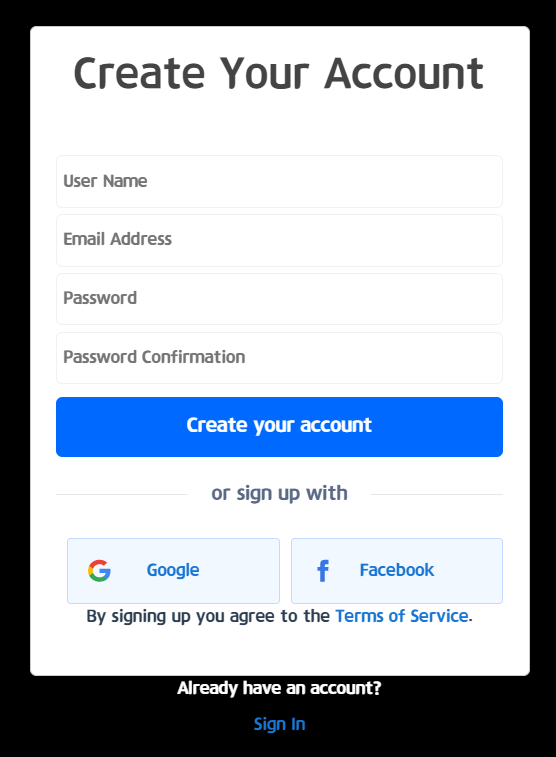 Create Your Account
User Name
Email Address
Password
Password Confirmation
Create your account
or sign up with
Google
Facebook
By signing up you agree to the Terms of Service.
Already have an account?
Sign In